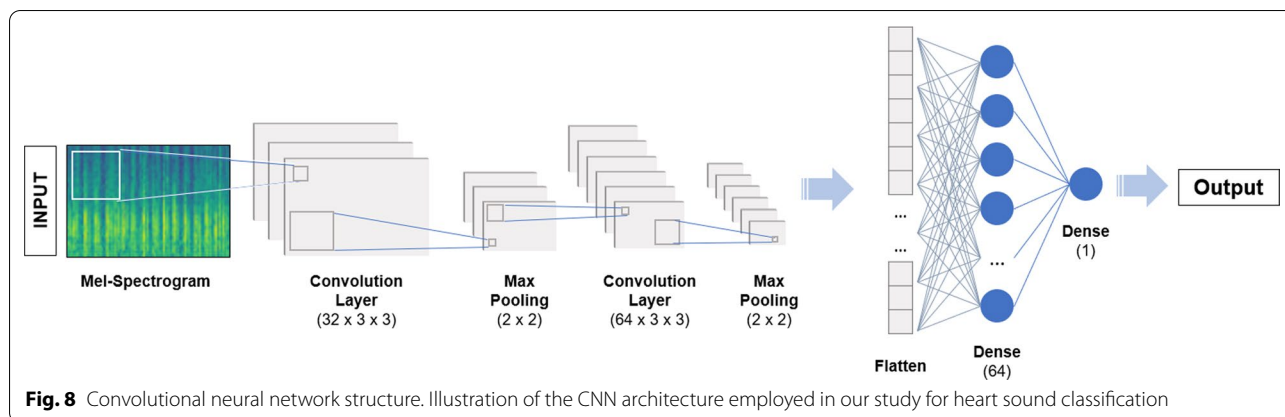 INPUT
Mel-Spectrogram
Convolution
Layer
(32 x 3 x 3)
Max
Pooling
(2 x 2)
Convolution
Layer
(64 x 3 x 3)
Max
Pooling
(2 x 2)
...
...
Flatten
...
Dense
(64)
Dense
(1)
Output
Fig. 8 Convolutional neural network structure. Illustration of the CNN architecture employed in our study for heart sound classification